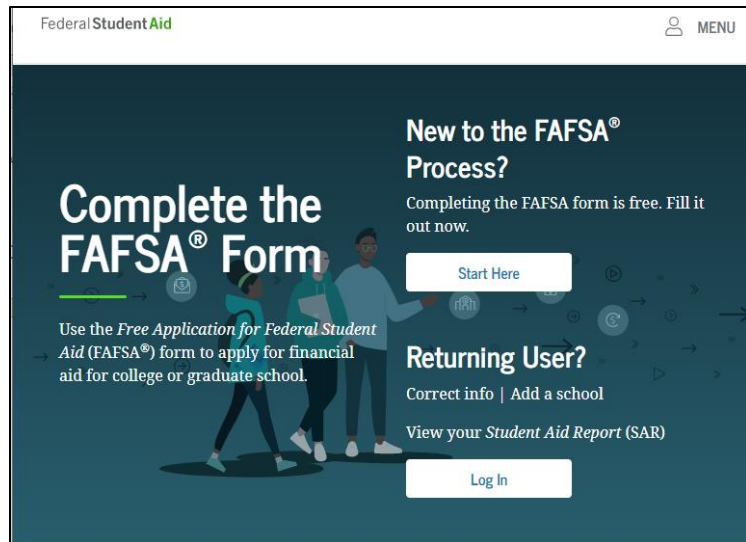 Federal Student Aid
MENU
Complete the
FAFSA® Form
Use the Free Application for Federal Student
Aid (FAFSA®) form to apply for financial
aid for college or graduate school.
New to the FAFSA®
Process?
Completing the FAFSA form is free. Fill it
out now.
Start Here
Returning User?
Correct info | Add a school
View your Student Aid Report (SAR)
Log In